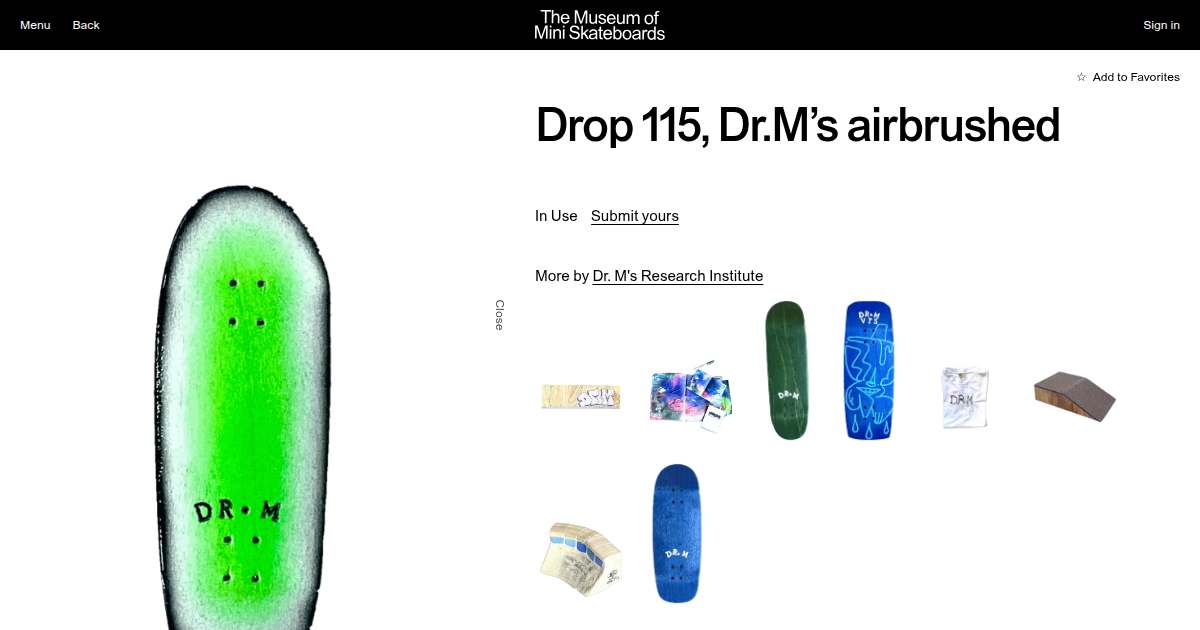 Menu
Back
The Museum of
Mini Skateboards
Sign in
☆ Add to Favorites
Drop 115, Dr.M’s airbrushed
In Use
Submit yours
More by Dr. M's Research Institute
Close
DR•M
DR•M
DR•M
VTS
DR.M
DR•M